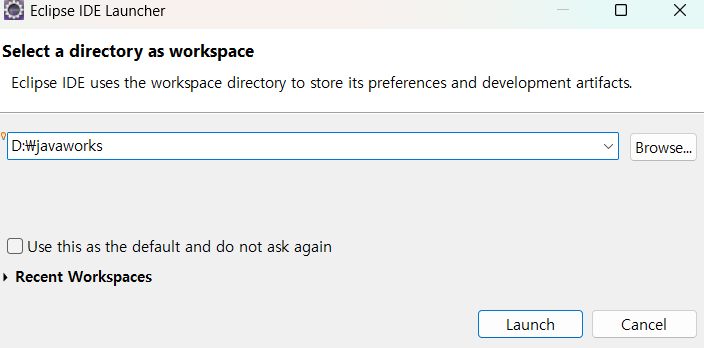 Eclipse IDE Launcher
Select a directory as workspace
Eclipse IDE uses the workspace directory to store its preferences and development artifacts.
D:₩javaworks
Browse...
Use this as the default and do not ask again
Recent Workspaces
Launch
Cancel